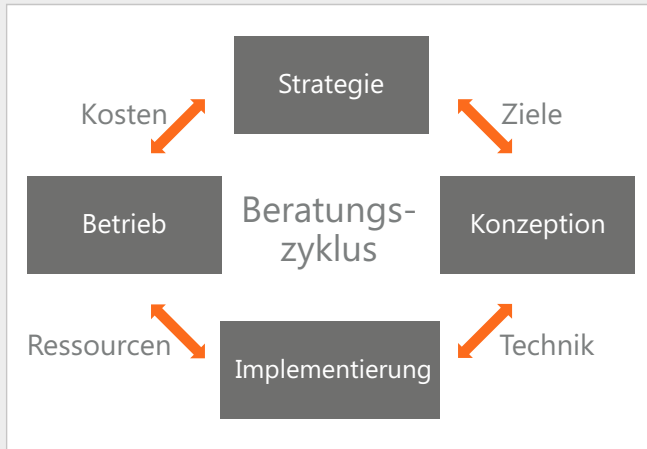 Strategie
Kosten
Ziele
Betrieb
Beratungs-
zyklus
Konzeption
Ressourcen
Technik
Implementierung